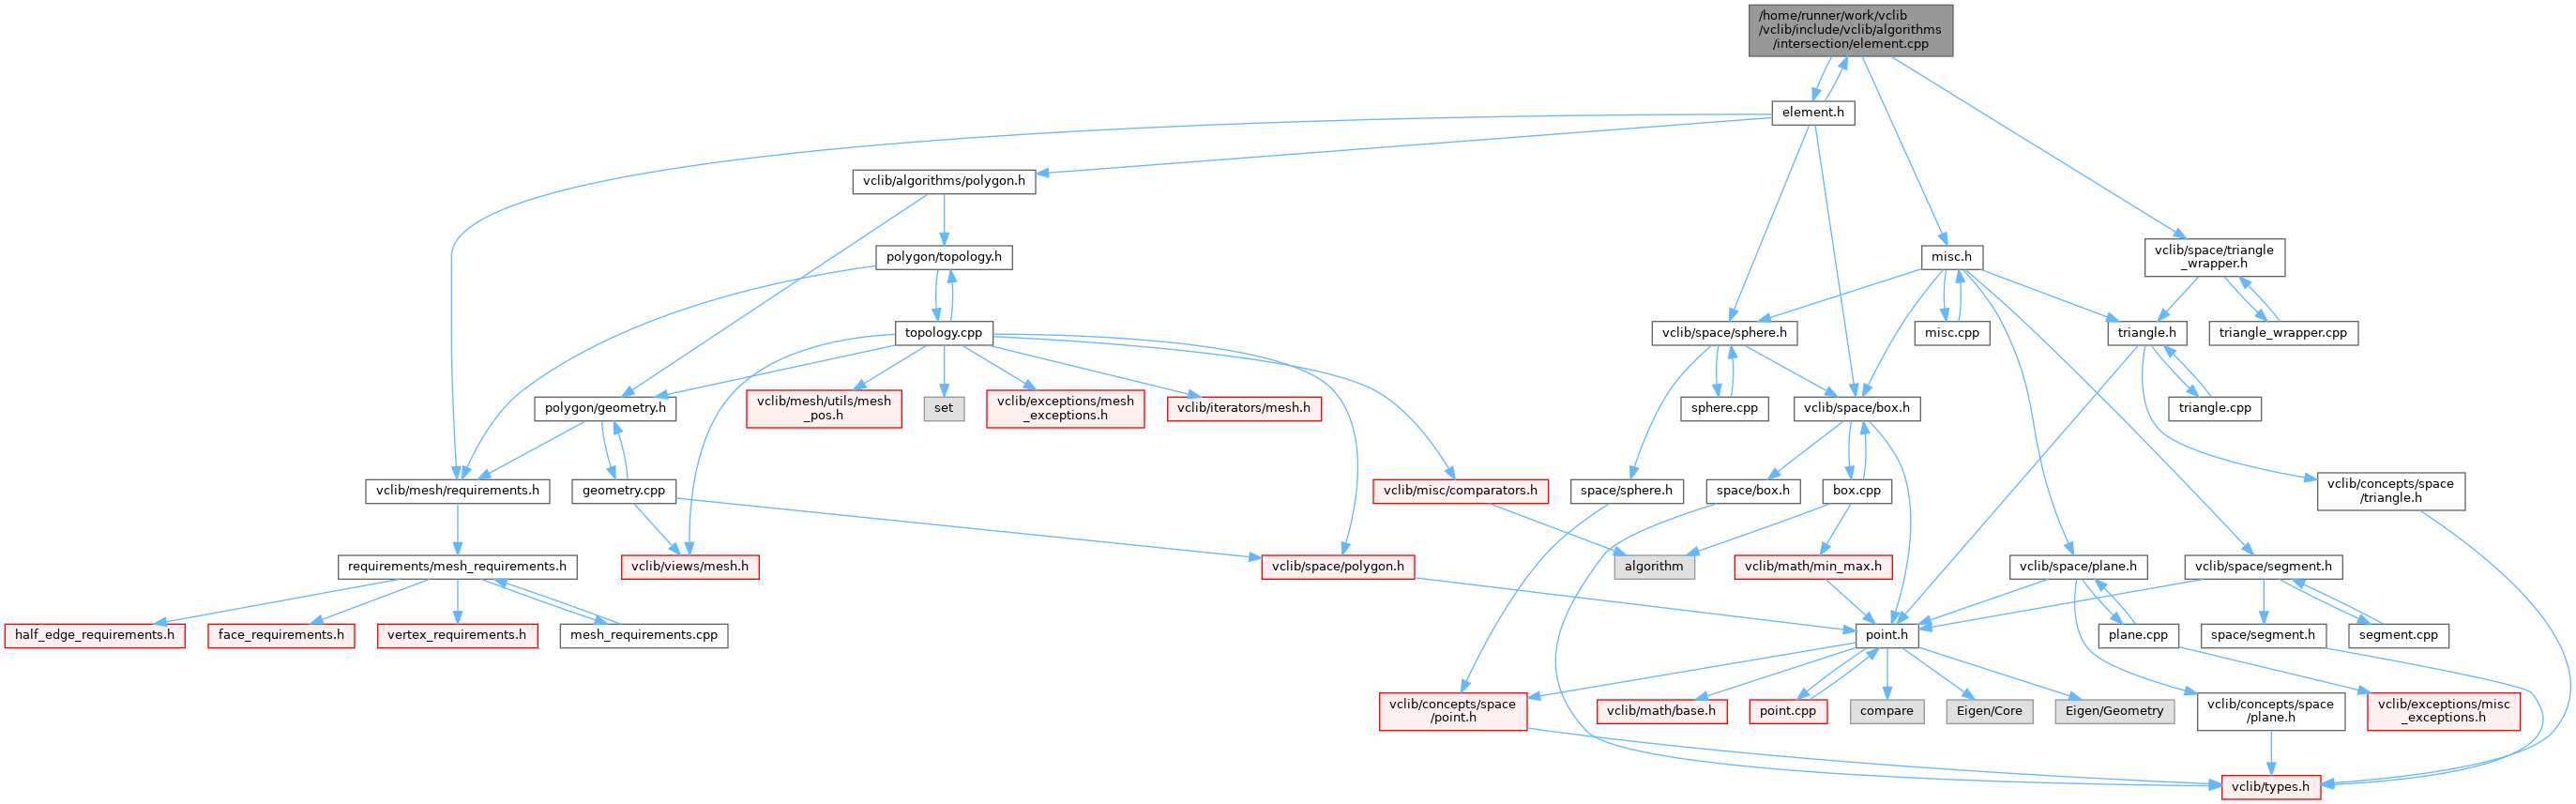 /home/runner/work/vclib
/vclib/include/vclib/algorithms
/intersection/element.cpp
element.h
vclib/algorithms/polygon.h
polygon/topology.h
misc.h
vclib/space/triangle
_wrapper.h
topology.cpp
vclib/space/sphere.h
misc.cpp
triangle.h
triangle_wrapper.cpp
polygon/geometry.h
vclib/mesh/utils/mesh
_pos.h
set
vclib/exceptions/mesh
_exceptions.h
vclib/iterators/mesh.h
sphere.cpp
vclib/space/box.h
triangle.cpp
vclib/mesh/requirements.h
geometry.cpp
vclib/misc/comparators.h
space/sphere.h
space/box.h
box.cpp
vclib/concepts/space
/triangle.h
requirements/mesh_requirements.h
vclib/views/mesh.h
vclib/space/polygon.h
algorithm
vclib/math/min_max.h
vclib/space/plane.h
vclib/space/segment.h
half_edge_requirements.h
face_requirements.h
vertex_requirements.h
mesh_requirements.cpp
point.h
plane.cpp
space/segment.h
segment.cpp
vclib/concepts/space
/point.h
vclib/math/base.h
point.cpp
compare
Eigen/Core
Eigen/Geometry
vclib/concepts/space
/plane.h
vclib/exceptions/misc
_exceptions.h
vclib/types.h